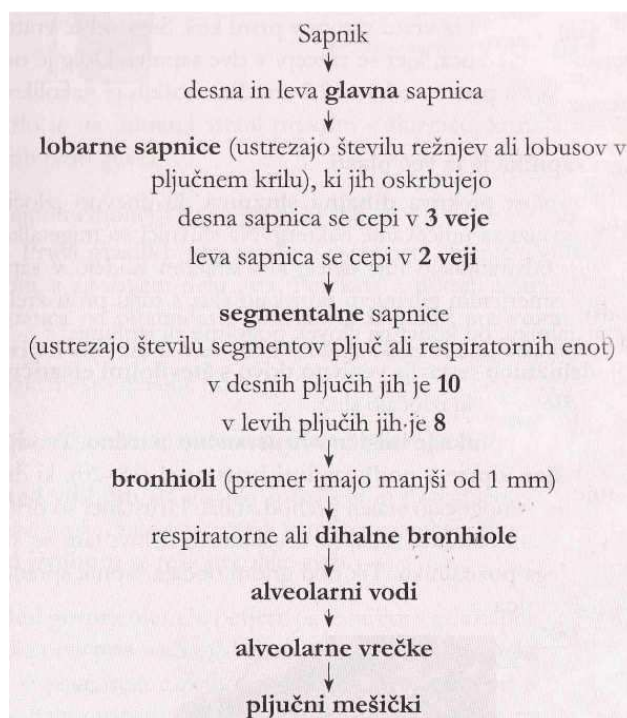 Sapnik
desna in leva glavna sapnica
lobarne sapnice (ustrezajo številu režnjev ali lobusov v
pljučnem krilu), ki jih oskrbujejo
desna sapnica se cepi v 3 veje
leva sapnica se cepi v 2 veji
segmentalne sapnice
(ustrezajo številu segmentov pljuč ali respiratornih enot)
v desnih pljučih jih je 10
v levih pljučih jih je 8
bronhioli (premer imajo manjši od 1 mm)
respiratorne ali dihalne bronhiole
alveolarni vodi
alveolarne vrečke
pljučni mešički